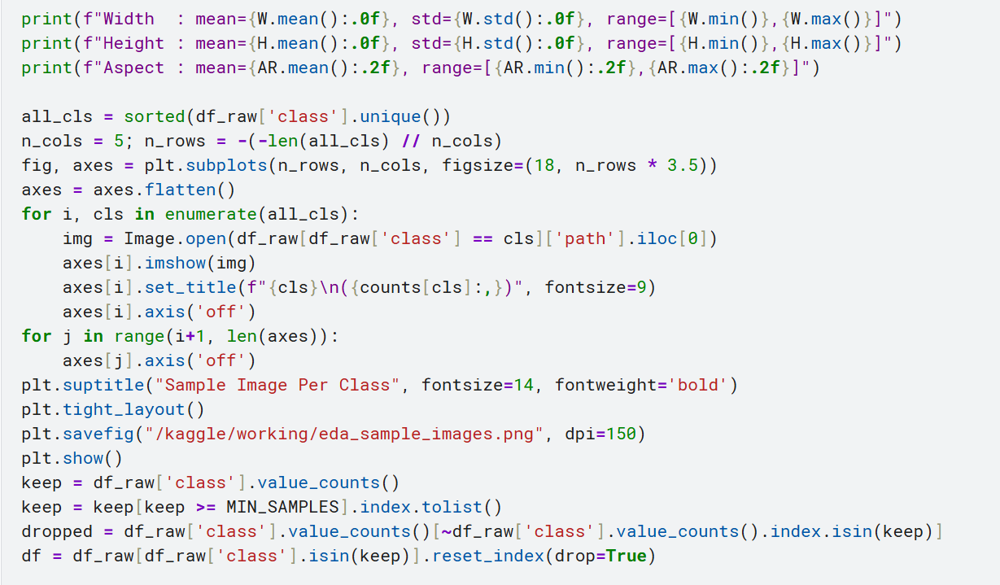 print(f"Width  : mean={W.mean():.0f}, std={W.std():.0f}, range=[{W.min()},{W.max()}]")
print(f"Height : mean={H.mean():.0f}, std={H.std():.0f}, range=[{H.min()},{H.max()}]")
print(f"Aspect : mean={AR.mean():.2f}, range=[{AR.min():.2f},{AR.max():.2f}]")

all_cls = sorted(df_raw['class'].unique())
n_cols = 5; n_rows = -(-len(all_cls) // n_cols)
fig, axes = plt.subplots(n_rows, n_cols, figsize=(18, n_rows * 3.5))
axes = axes.flatten()
for i, cls in enumerate(all_cls):
    img = Image.open(df_raw[df_raw['class'] == cls]['path'].iloc[0])
    axes[i].imshow(img)
    axes[i].set_title(f"{cls}\n({counts[cls]:,})", fontsize=9)
    axes[i].axis('off')
for j in range(i+1, len(axes)):
    axes[j].axis('off')
plt.suptitle("Sample Image Per Class", fontsize=14, fontweight='bold')
plt.tight_layout()
plt.savefig("/kaggle/working/eda_sample_images.png", dpi=150)
plt.show()
keep = df_raw['class'].value_counts()
keep = keep[keep >= MIN_SAMPLES].index.tolist()
dropped = df_raw['class'].value_counts()[~df_raw['class'].value_counts().index.isin(keep)]
df = df_raw[df_raw['class'].isin(keep)].reset_index(drop=True)